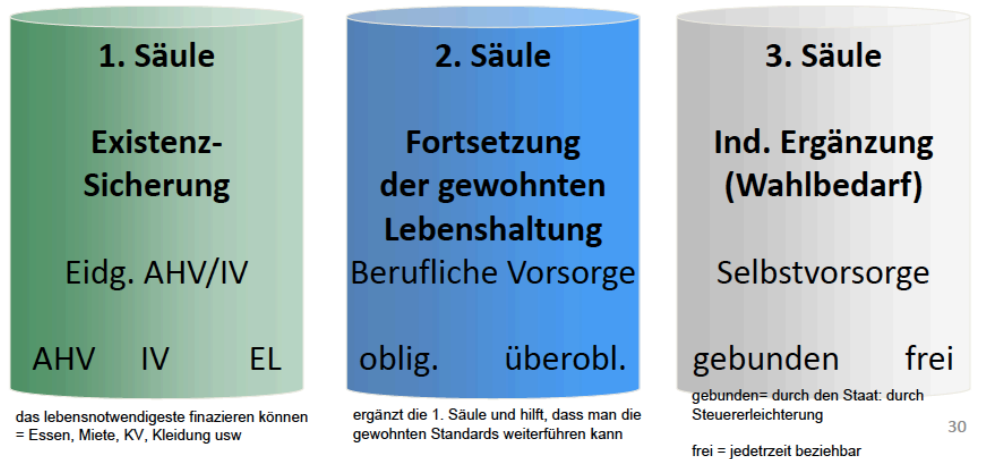 1. Säule
Existenz-
Sicherung
Eidg. AHV/IV
AHV IV EL
das lebensnotwendigeste finazieren können
= Essen, Miete, KV, Kleidung usw
2. Säule
Fortsetzung
der gewohnten
Lebenshaltung
Berufliche Vorsorge
oblig. überobl.
ergänzt die 1. Säule und hilft, dass man die
gewohnten Standards weiterführen kann
3. Säule
Ind. Ergänzung
(Wahlbedarf)
Selbstvorsorge
gebunden frei
gebunden= durch den Staat: durch
Steuererleichterung
frei = jedetrzeit beziehbar
30